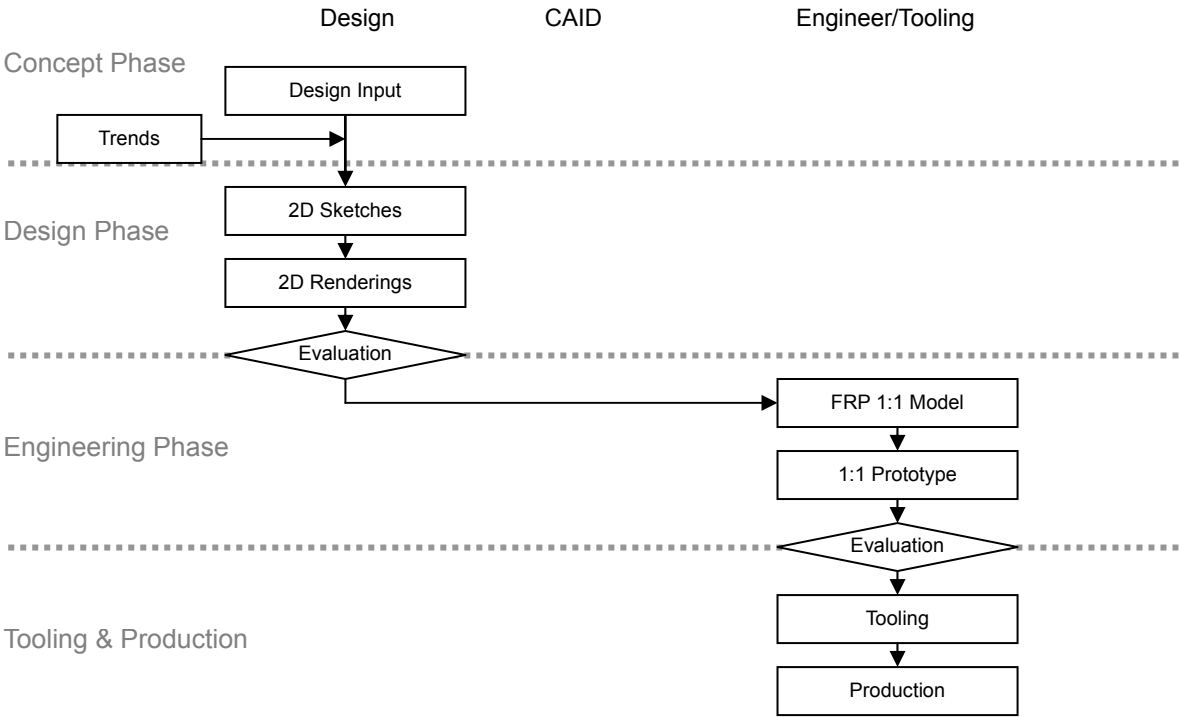 Design
CAID
Engineer/Tooling
Concept Phase
Design Input
Trends
2D Sketches
Design Phase
2D Renderings
Evaluation
FRP 1:1 Model
Engineering Phase
1:1 Prototype
Evaluation
Tooling
Tooling & Production
Production